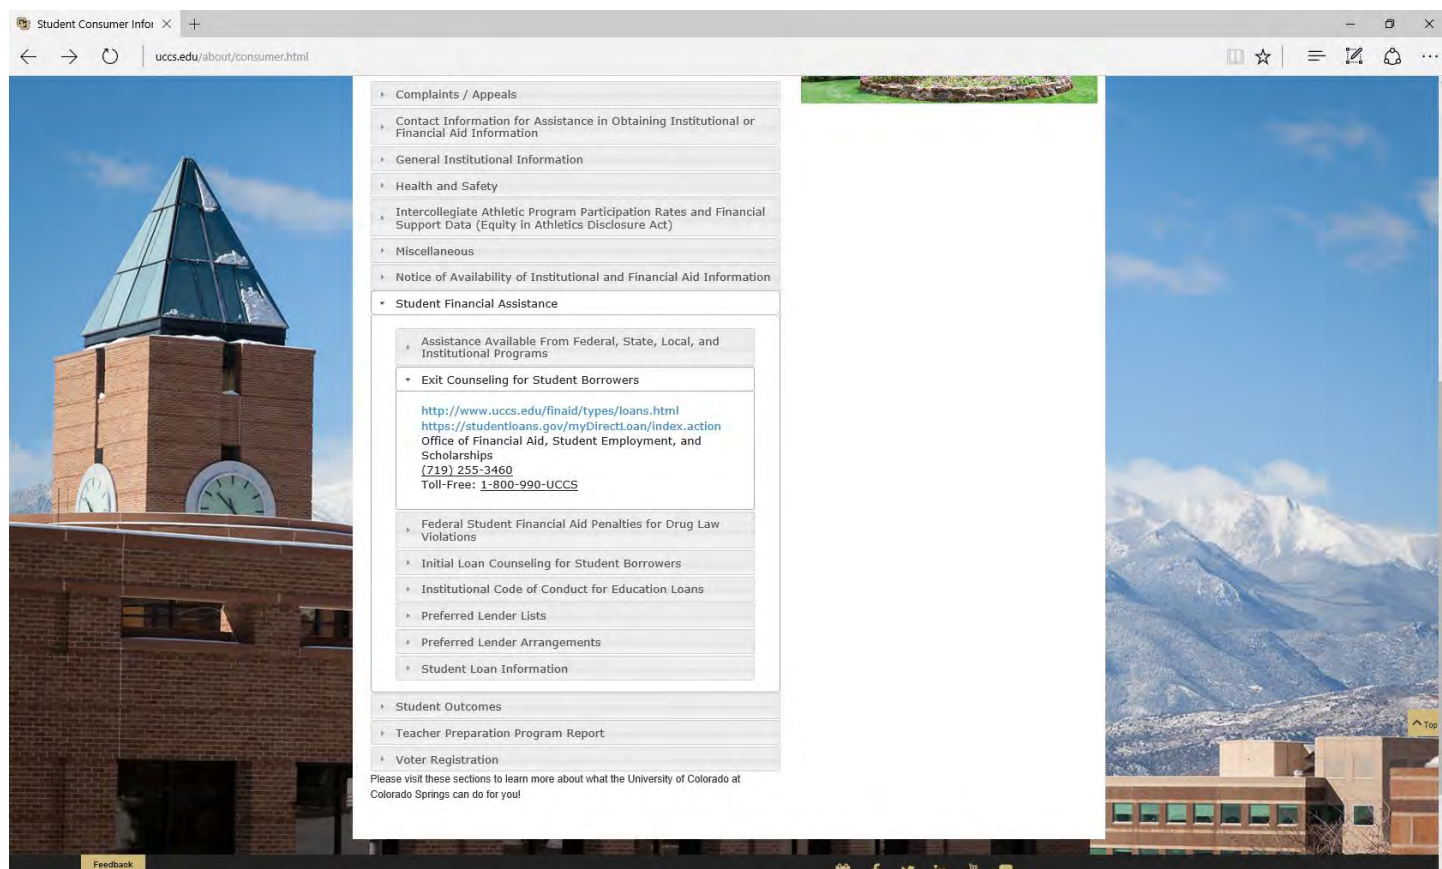 Student Consumer Infor
uccs.edu/about/consumer.html
Complaints / Appeals
Contact Information for Assistance in Obtaining Institutional or
Financial Aid Information
General Institutional Information
Health and Safety
Intercollegiate Athletic Program Participation Rates and Financial
Support Data (Equity in Athletics Disclosure Act)
Miscellaneous
Notice of Availability of Institutional and Financial Aid Information
Student Financial Assistance
Assistance Available From Federal, State, Local, and
Institutional Programs
Exit Counseling for Student Borrowers
http://www.uccs.edu/finaid/types/loans.html
https://studentloans.gov/myDirectLoan/index.action
Office of Financial Aid, Student Employment, and
Scholarships
(719) 255-3460
Toll-Free: 1-800-990-UCCS
Federal Student Financial Aid Penalties for Drug Law
Violations
Initial Loan Counseling for Student Borrowers
Institutional Code of Conduct for Education Loans
Preferred Lender Lists
Preferred Lender Arrangements
Student Loan Information
Student Outcomes
Top
Teacher Preparation Program Report
Voter Registration
Please visit these sections to learn more about what the University of Colorado at
Colorado Springs can do for you!
Feedback